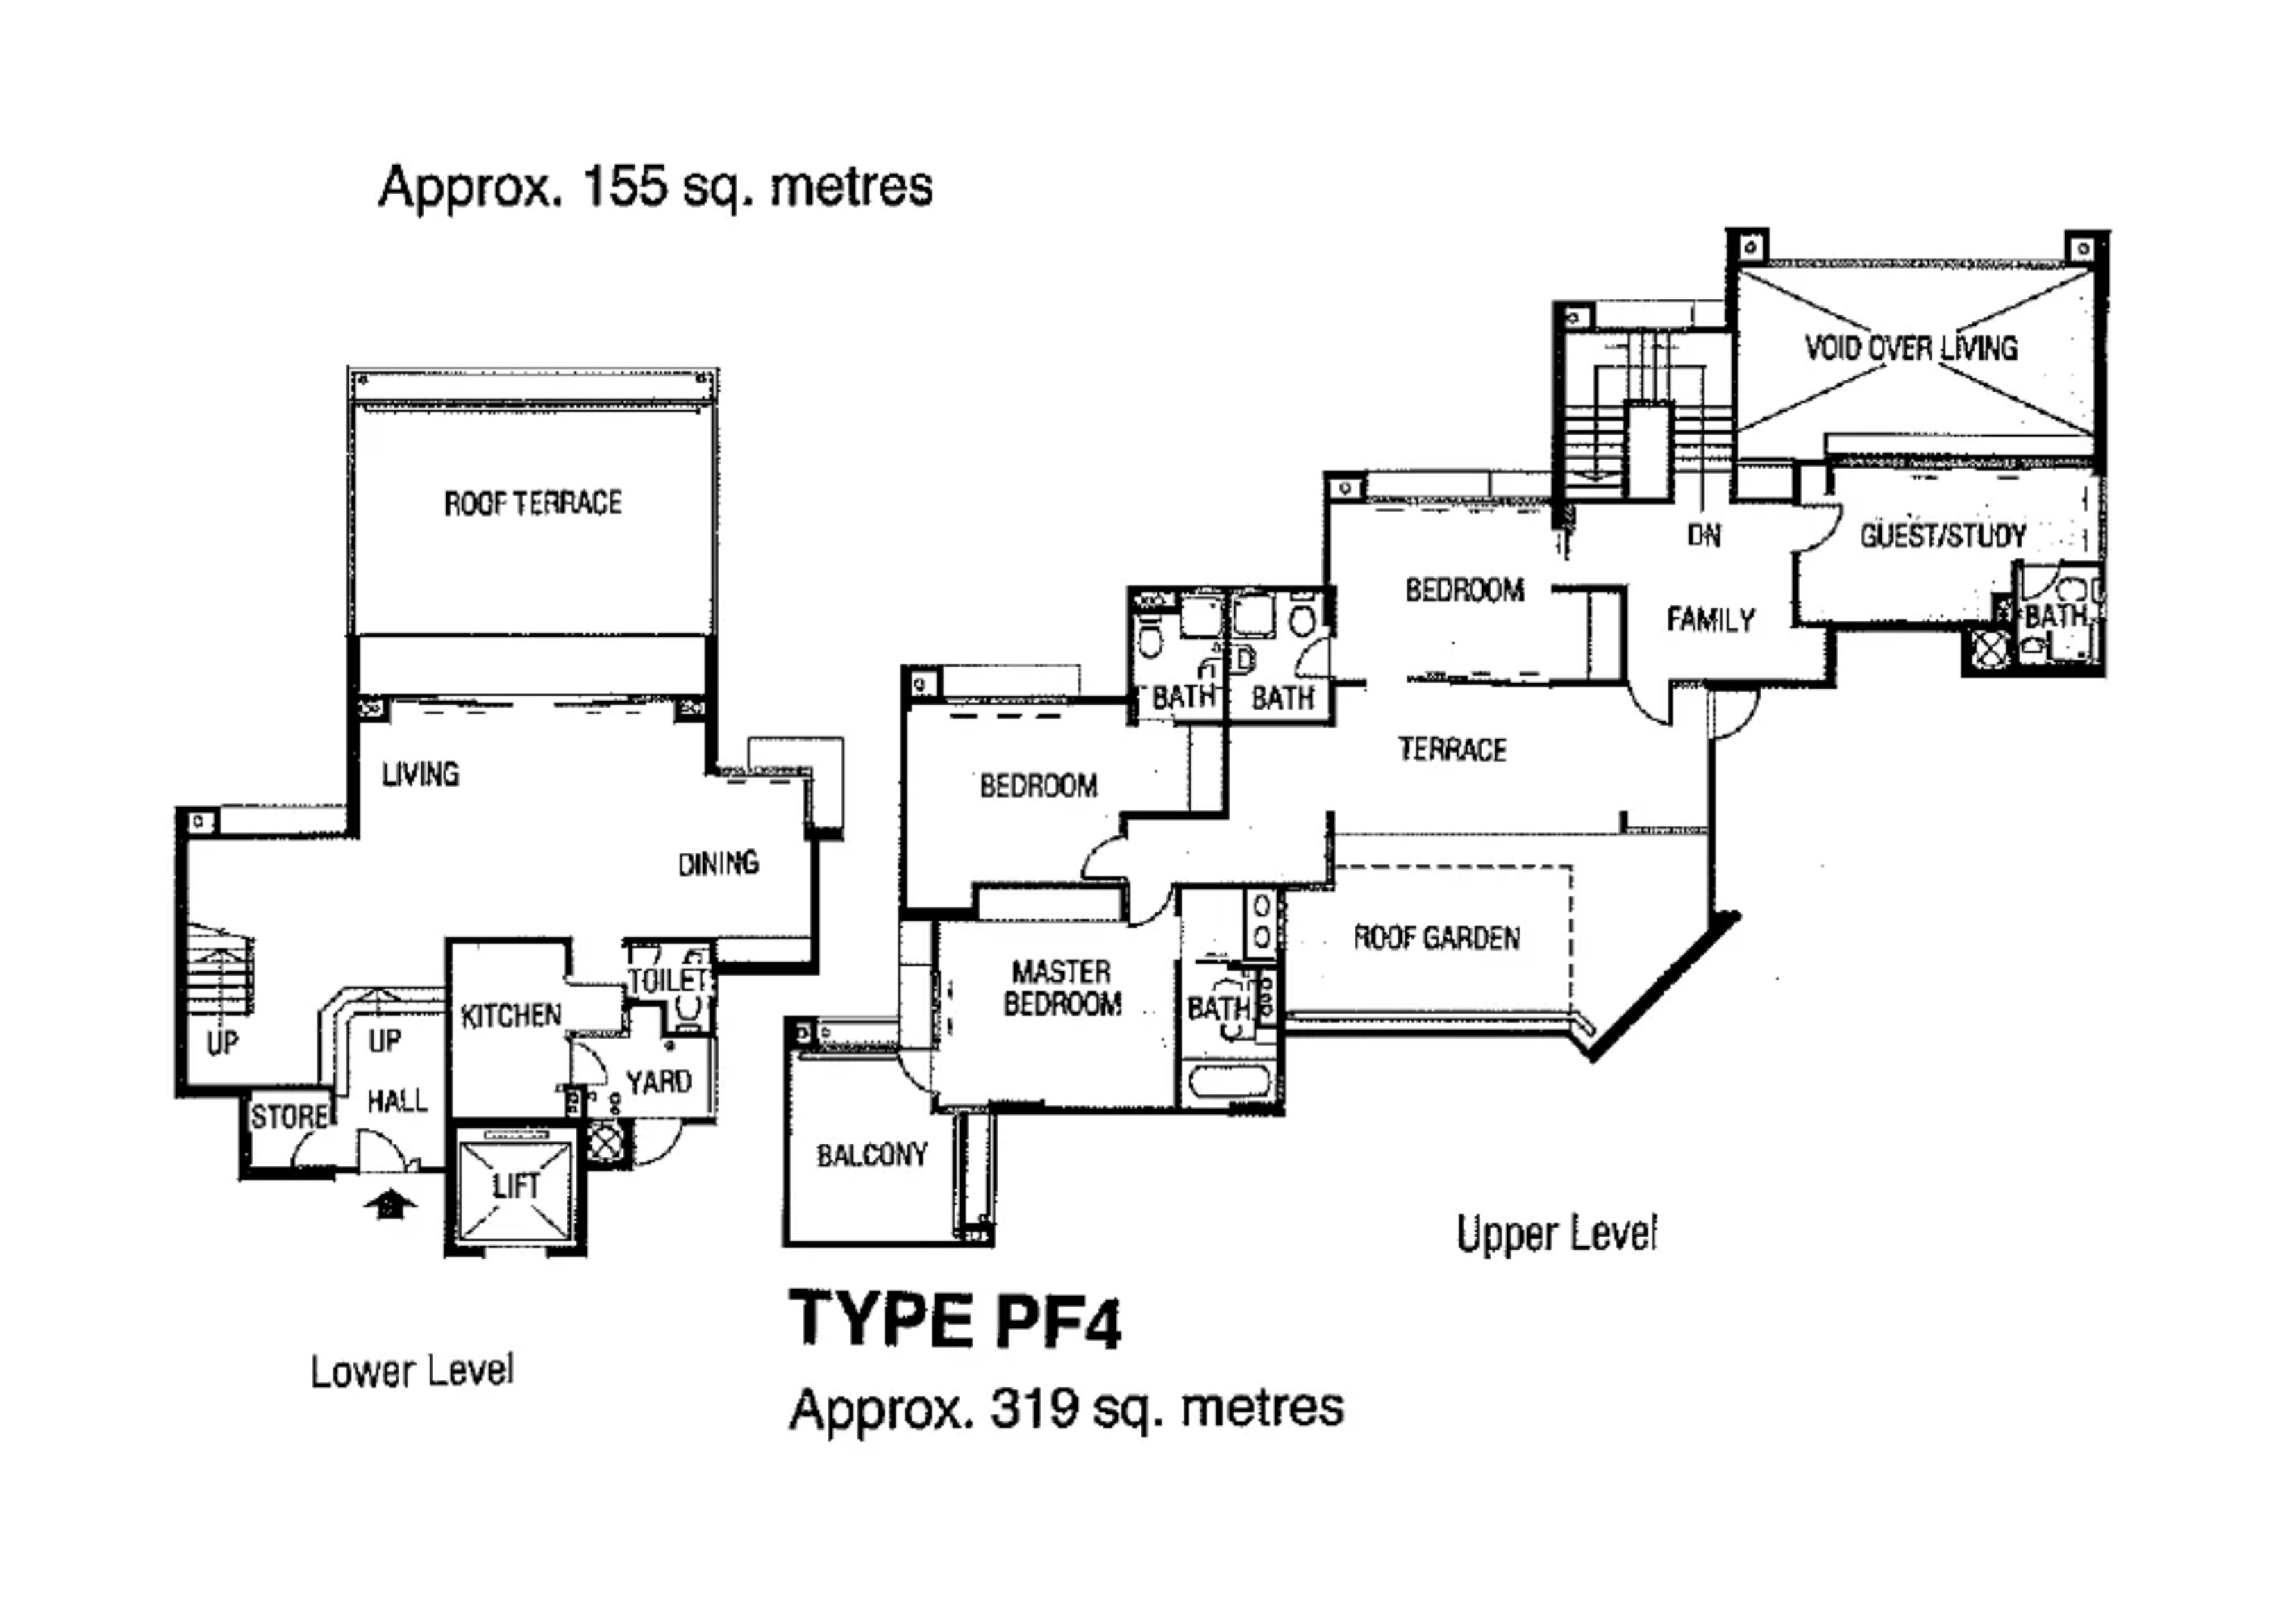 Approx. 155 sq. metres
ROOF TERRACE
LIVING
DINING
TOILET
KITCHEN
UP
UP
YARD
HALL
STORE
LIFT
Lower Level
VOID OVER LIVING
DN
GUEST/STUDY
BEDROOM
FAMILY
BATH
BATH
BATH
TERRACE
BEDROOM
ROOF GARDEN
MASTER
BEDROOM
BATH
BALCONY
Upper Level
TYPE PF4
Approx. 319 sq. metres